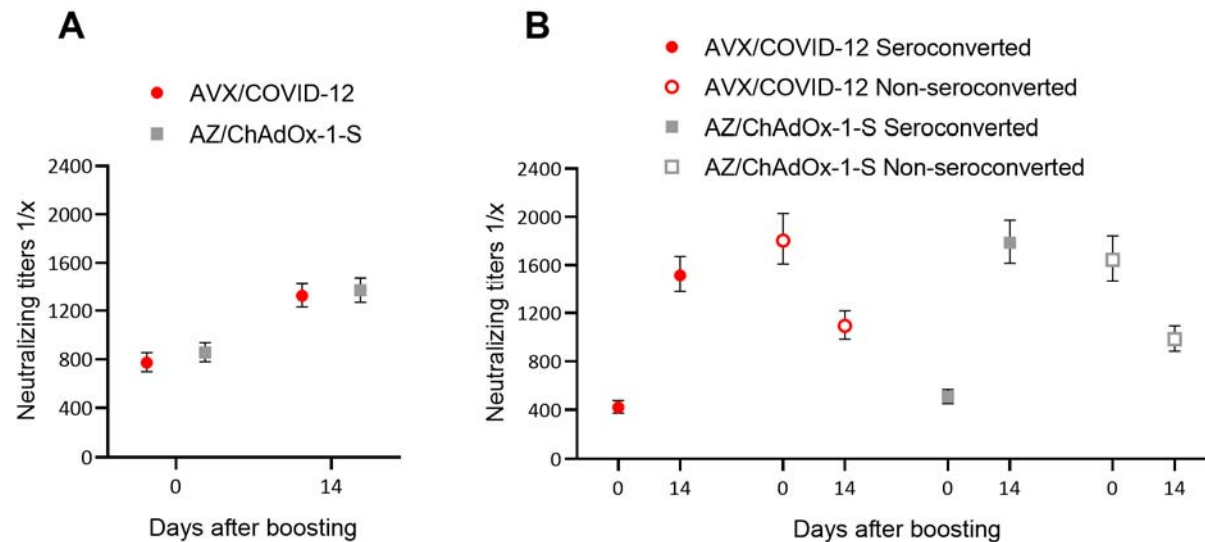 A
AVX/COVID-12
AZ/ChAdOx-1-S
Neutralizing titers 1/x
2400
2000
1600
1200
800
400
0
0 14
Days after boosting
B
AVX/COVID-12 Seroconverted
AVX/COVID-12 Non-seroconverted
AZ/ChAdOx-1-S Seroconverted
AZ/ChAdOx-1-S Non-seroconverted
Neutralizing titers 1/x
2400
2000
1600
1200
800
400
0
0 14 0 14 0 14 0 14
Days after boosting